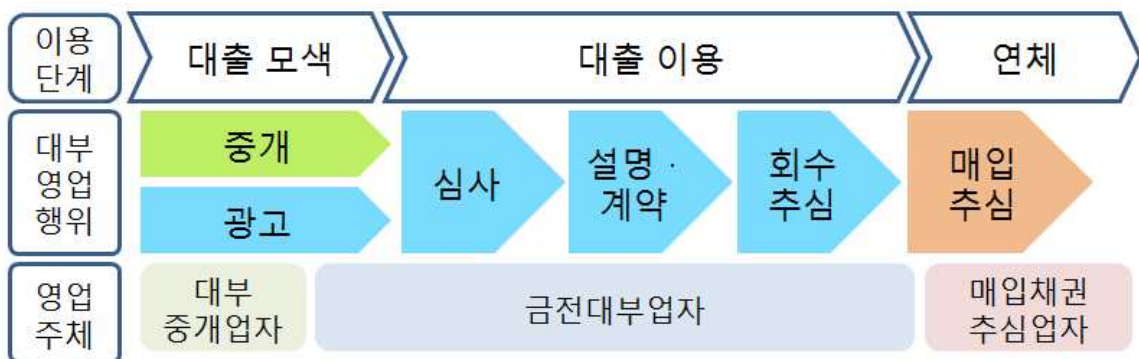 이용
단계
대출 모색
대출 이용
연체
대부
영업
행위
중개
광고
심사
설명 ·
계약
회수
추심
매입
추심
영업
주체
대부
중개업자
금전대부업자
매입채권
추심업자